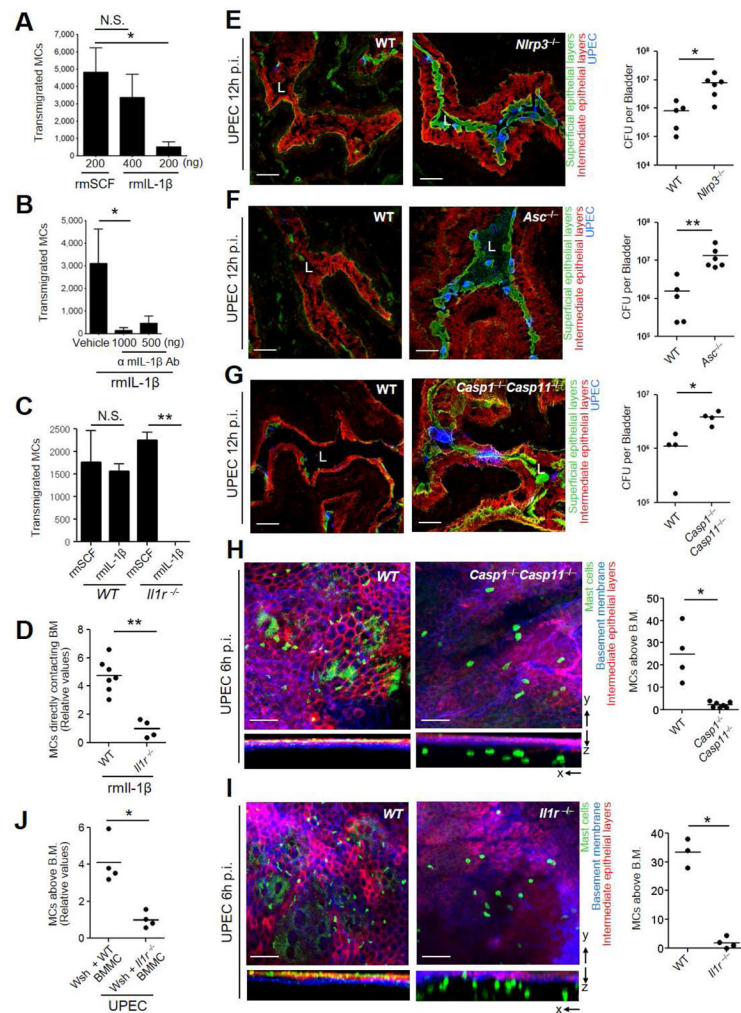 A
N.S.
*
Transmigrated MCs
7,000
6,000
5,000
4,000
3,000
2,000
1,000
0
200 400 200 (ng)
rmSCF rmIL-1β
B
*
Transmigrated MCs
5,000
4,000
3,000
2,000
1,000
0
Vehicle 1000 500 (ng)
α mIL-1β Ab
rmIL-1β
C
N.S. **
Transmigrated MCs
2500
2000
1500
1000
500
0
rmSCF rmIL-1β rmSCF rmIL-1β
WT Il1r -/-
D
**
MCs directly contacting BM
(Relative values)
8
6
4
2
0
WT Il1r-/-
rmIl-1β
J
*
MCs above B.M.
(Relative values)
6
4
2
0
Wsh + WT BMMC
Wsh + Il1r-/- BMMC
UPEC
E
UPEC 12h p.i.
WT
L
Nlrp3-/-
L
Superficial epithelial layers
Intermediate epithelial layers
UPEC
CFU per Bladder
*
10⁸
10⁷
10⁶
10⁵
10⁴
WT Nlrp3-/-
F
UPEC 12h p.i.
WT
L
Asc-/-
L
Superficial epithelial layers
Intermediate epithelial layers
UPEC
CFU per Bladder
**
10⁸
10⁷
10⁶
10⁵
WT Asc-/-
G
UPEC 12h p.i.
WT
L
Casp1-/-Casp11-/-
L
Superficial epithelial layers
Intermediate epithelial layers
UPEC
CFU per Bladder
*
10⁷
10⁶
10⁵
WT Casp1-/- Casp11-/-
H
UPEC 6h p.i.
WT
Casp1-/-Casp11-/-
Mast cells
Basement membrane
Intermediate epithelial layers
y
z
x
MCs above B.M.
*
50
40
30
20
10
0
WT Casp1-/- Casp11-/-
I
UPEC 6h p.i.
WT
Il1r -/-
Mast cells
Basement membrane
Intermediate epithelial layers
y
z
x
MCs above B.M.
*
40
30
20
10
0
WT Il1r-/-